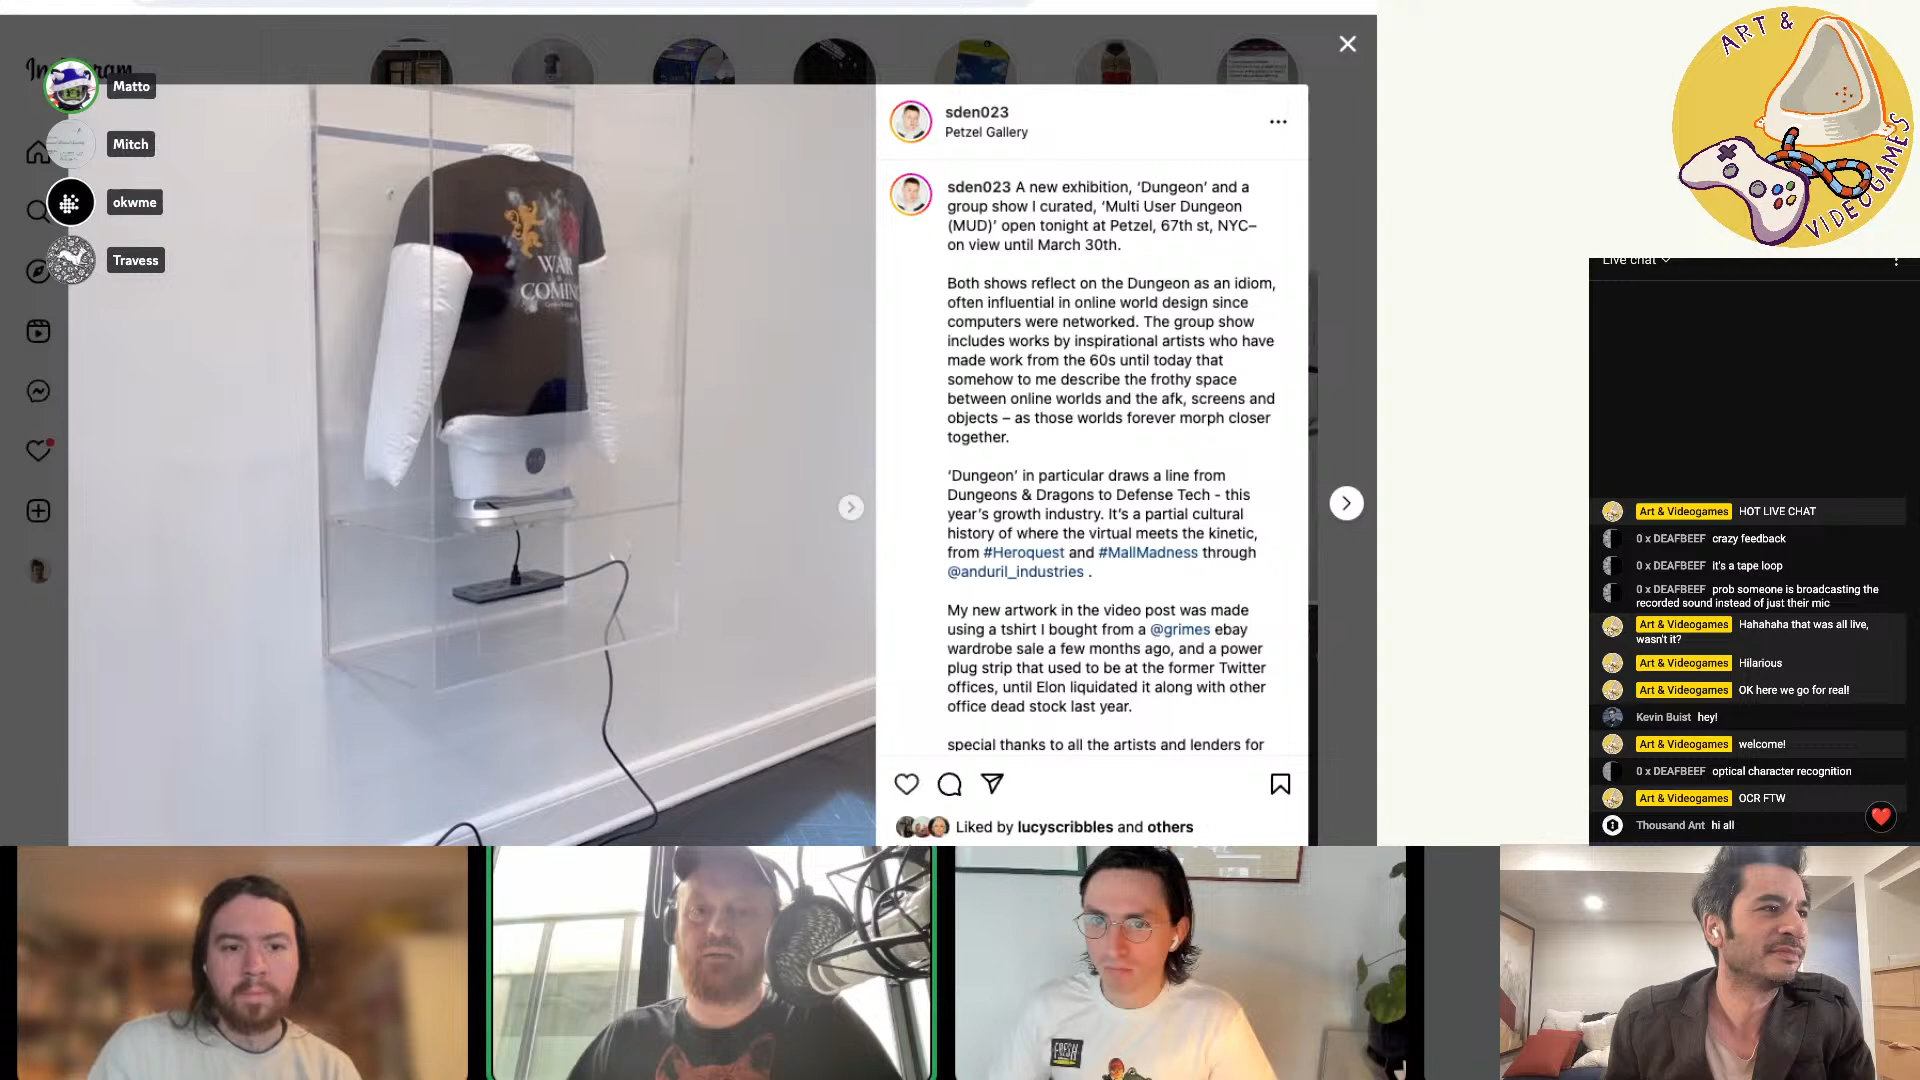 Matto
Mitch
okwme
Travess
WAR
COMING
sden023
Petzel Gallery
sden023 A new exhibition, ‘Dungeon’ and a
group show I curated, ‘Multi User Dungeon
(MUD)’ open tonight at Petzel, 67th st, NYC–
on view until March 30th.
Both shows reflect on the Dungeon as an idiom,
often influential in online world design since
computers were networked. The group show
includes works by inspirational artists who have
made work from the 60s until today that
somehow to me describe the frothy space
between online worlds and the afk, screens and
objects – as those worlds forever morph closer
together.
‘Dungeon’ in particular draws a line from
Dungeons & Dragons to Defense Tech - this
year’s growth industry. It’s a partial cultural
history of where the virtual meets the kinetic,
from #Heroquest and #MallMadness through
@anduril_industries .
My new artwork in the video post was made
using a tshirt I bought from a @grimes ebay
wardrobe sale a few months ago, and a power
plug strip that used to be at the former Twitter
offices, until Elon liquidated it along with other
office dead stock last year.
special thanks to all the artists and lenders for
Liked by lucyscribbles and others
ART &
VIDEOGAMES
Live chat
Art & Videogames HOT LIVE CHAT
0 x DEAFBEEF crazy feedback
0 x DEAFBEEF it's a tape loop
0 x DEAFBEEF prob someone is broadcasting the
recorded sound instead of just their mic
Art & Videogames Hahahaha that was all live,
wasn't it?
Art & Videogames Hilarious
Art & Videogames OK here we go for real!
Kevin Buist hey!
Art & Videogames welcome!
0 x DEAFBEEF optical character recognition
Art & Videogames OCR FTW
Thousand Ant hi all
FRESH